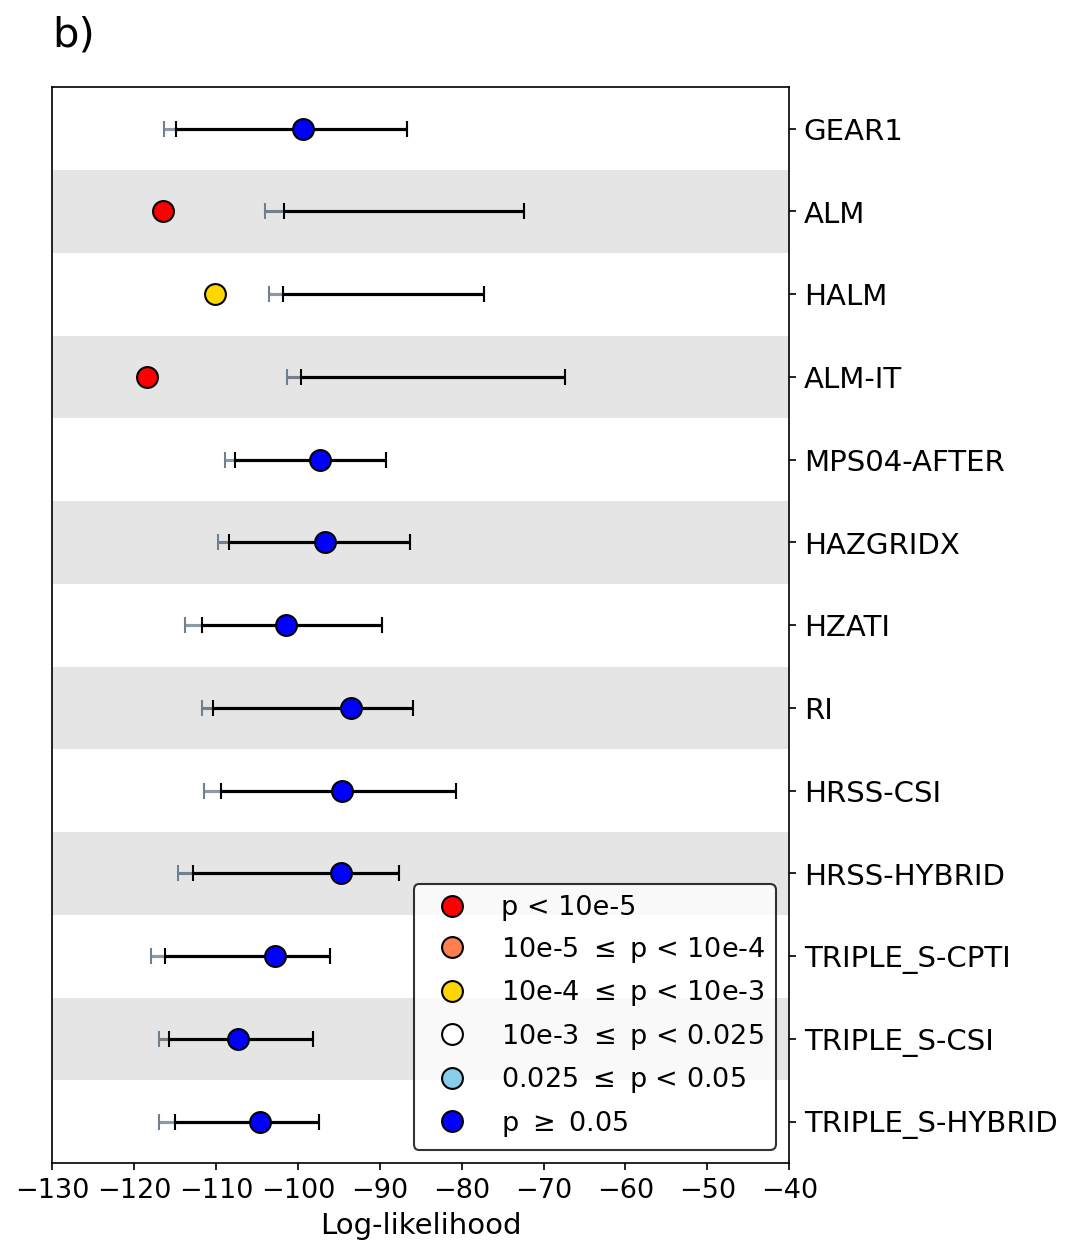 b)
GEAR1
ALM
HALM
ALM-IT
MPS04-AFTER
HAZGRIDX
HZATI
RI
HRSS-CSI
HRSS-HYBRID
TRIPLE_S-CPTI
TRIPLE_S-CSI
TRIPLE_S-HYBRID
p < 10e-5
10e-5 ≤ p < 10e-4
10e-4 ≤ p < 10e-3
10e-3 ≤ p < 0.025
0.025 ≤ p < 0.05
p ≥ 0.05
−130 −120 −110 −100 −90 −80 −70 −60 −50 −40
Log-likelihood